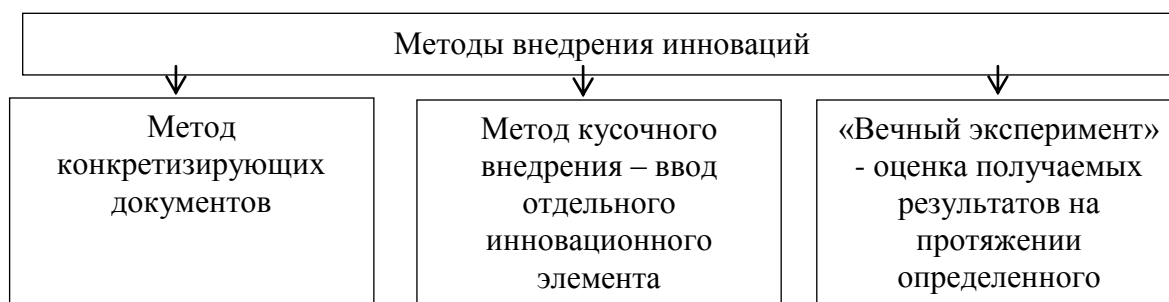 Методы внедрения инноваций
Метод
конкретизирующих
документов
Метод кусочного
внедрения – ввод
отдельного
инновационного
элемента
«Вечный эксперимент»
- оценка получаемых
результатов на
протяжении
определенного